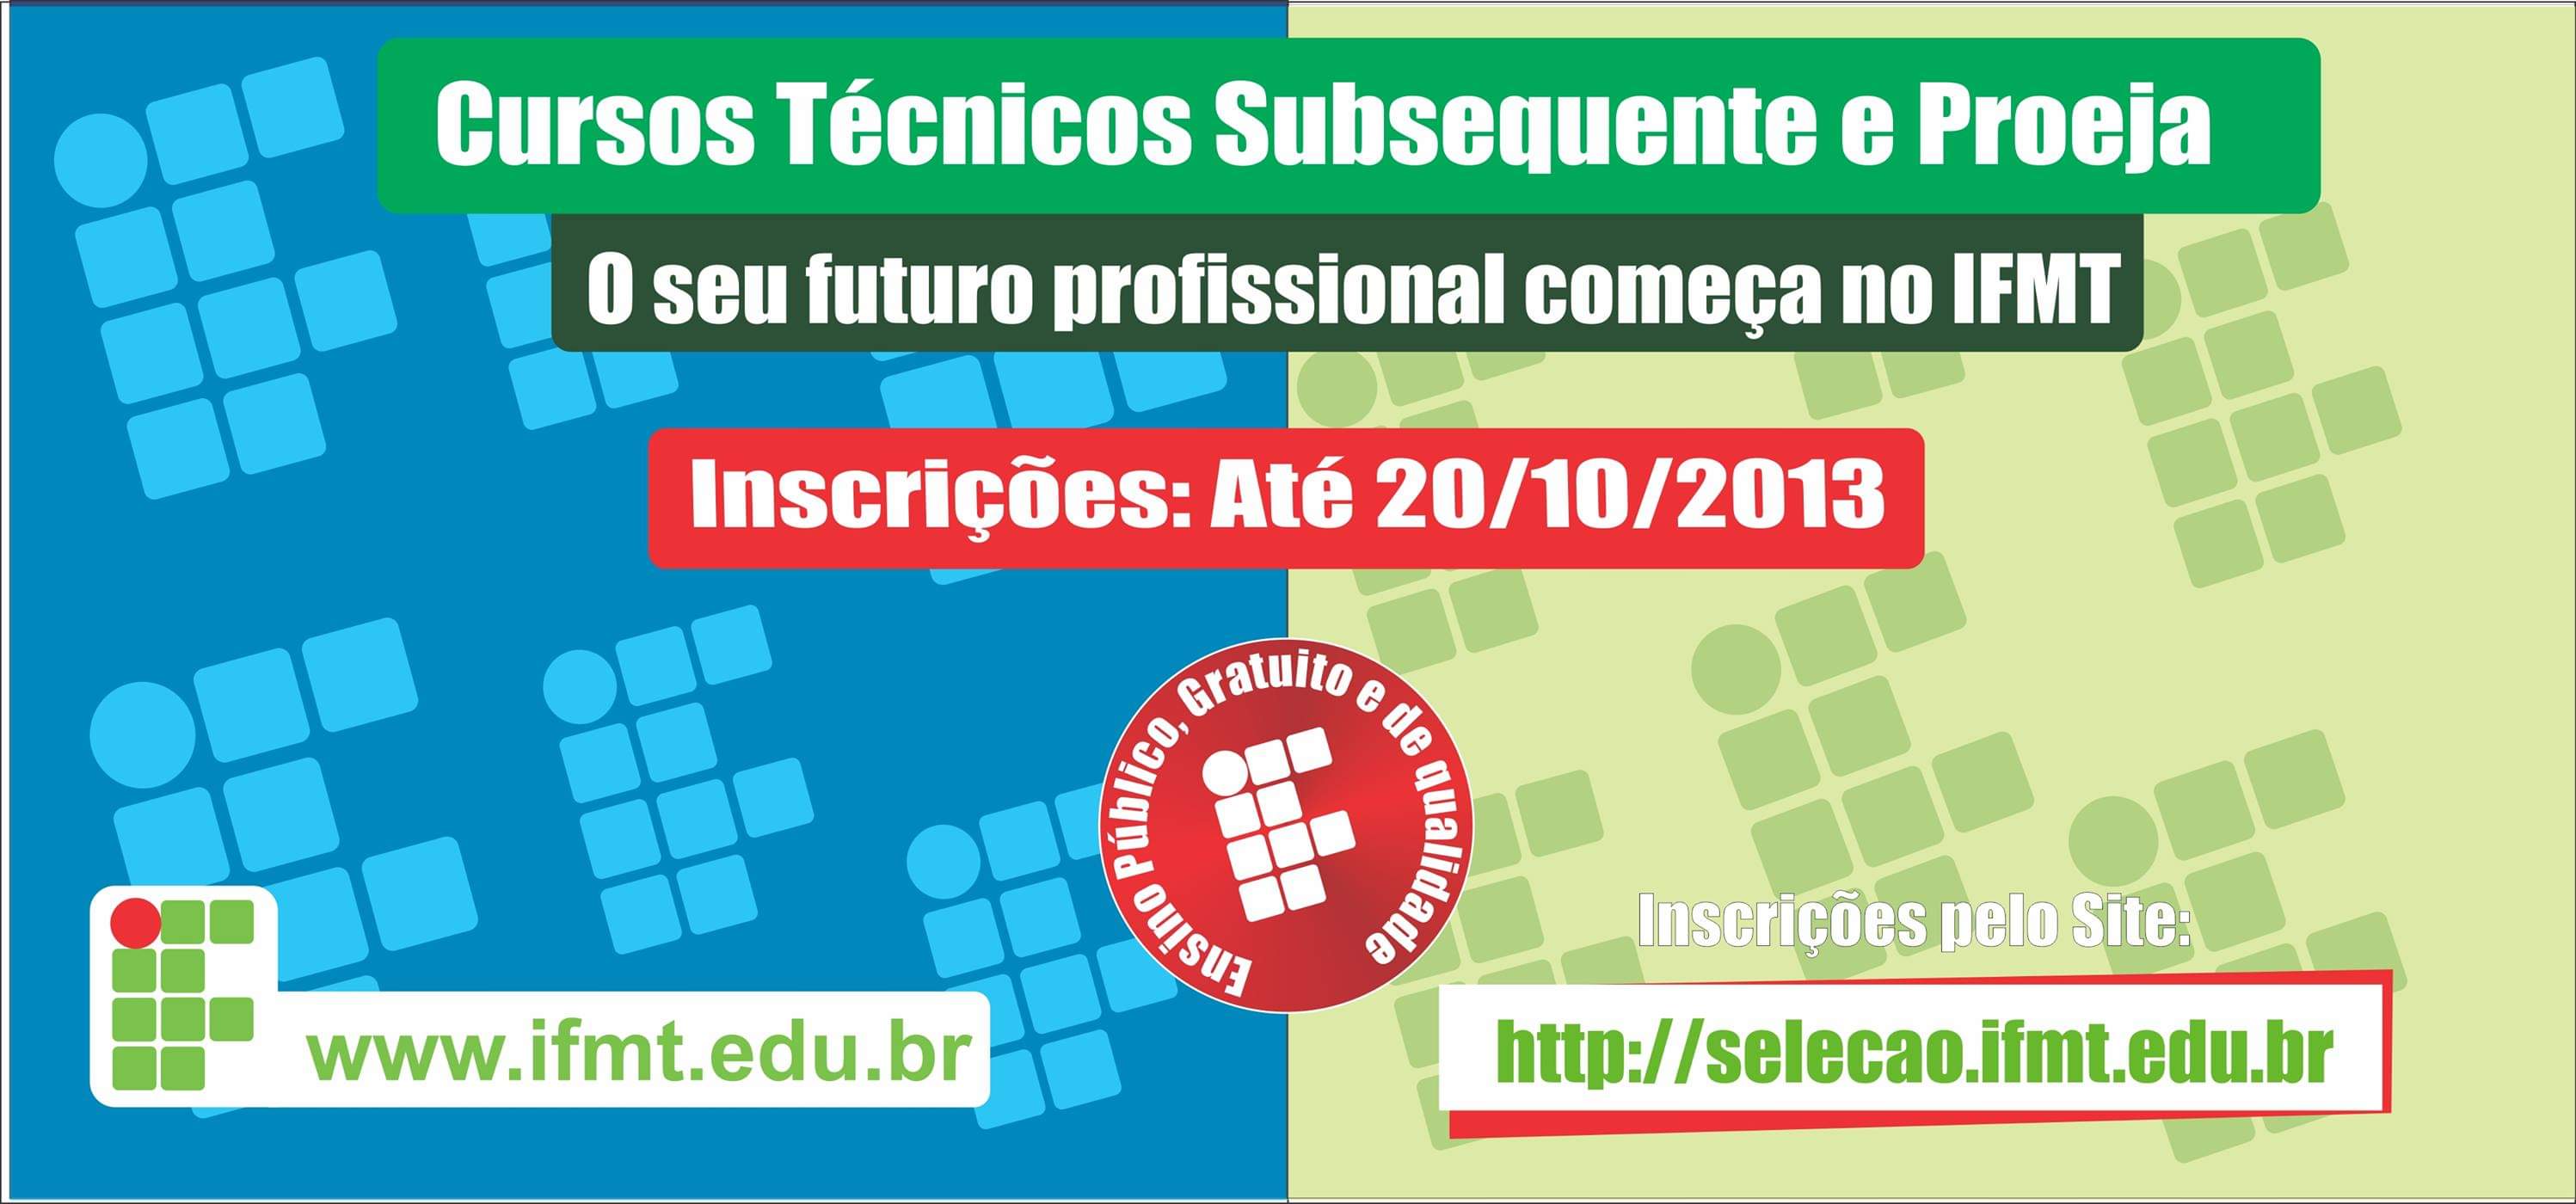 Cursos Técnicos Subsequente e Proeja
O seu futuro profissional começa no IFMT
Inscrições: Até 20/10/2013
Ensino Público, Gratuito e de qualidade
Inscrições pelo Site:
www.ifmt.edu.br
http://selecao.ifmt.edu.br